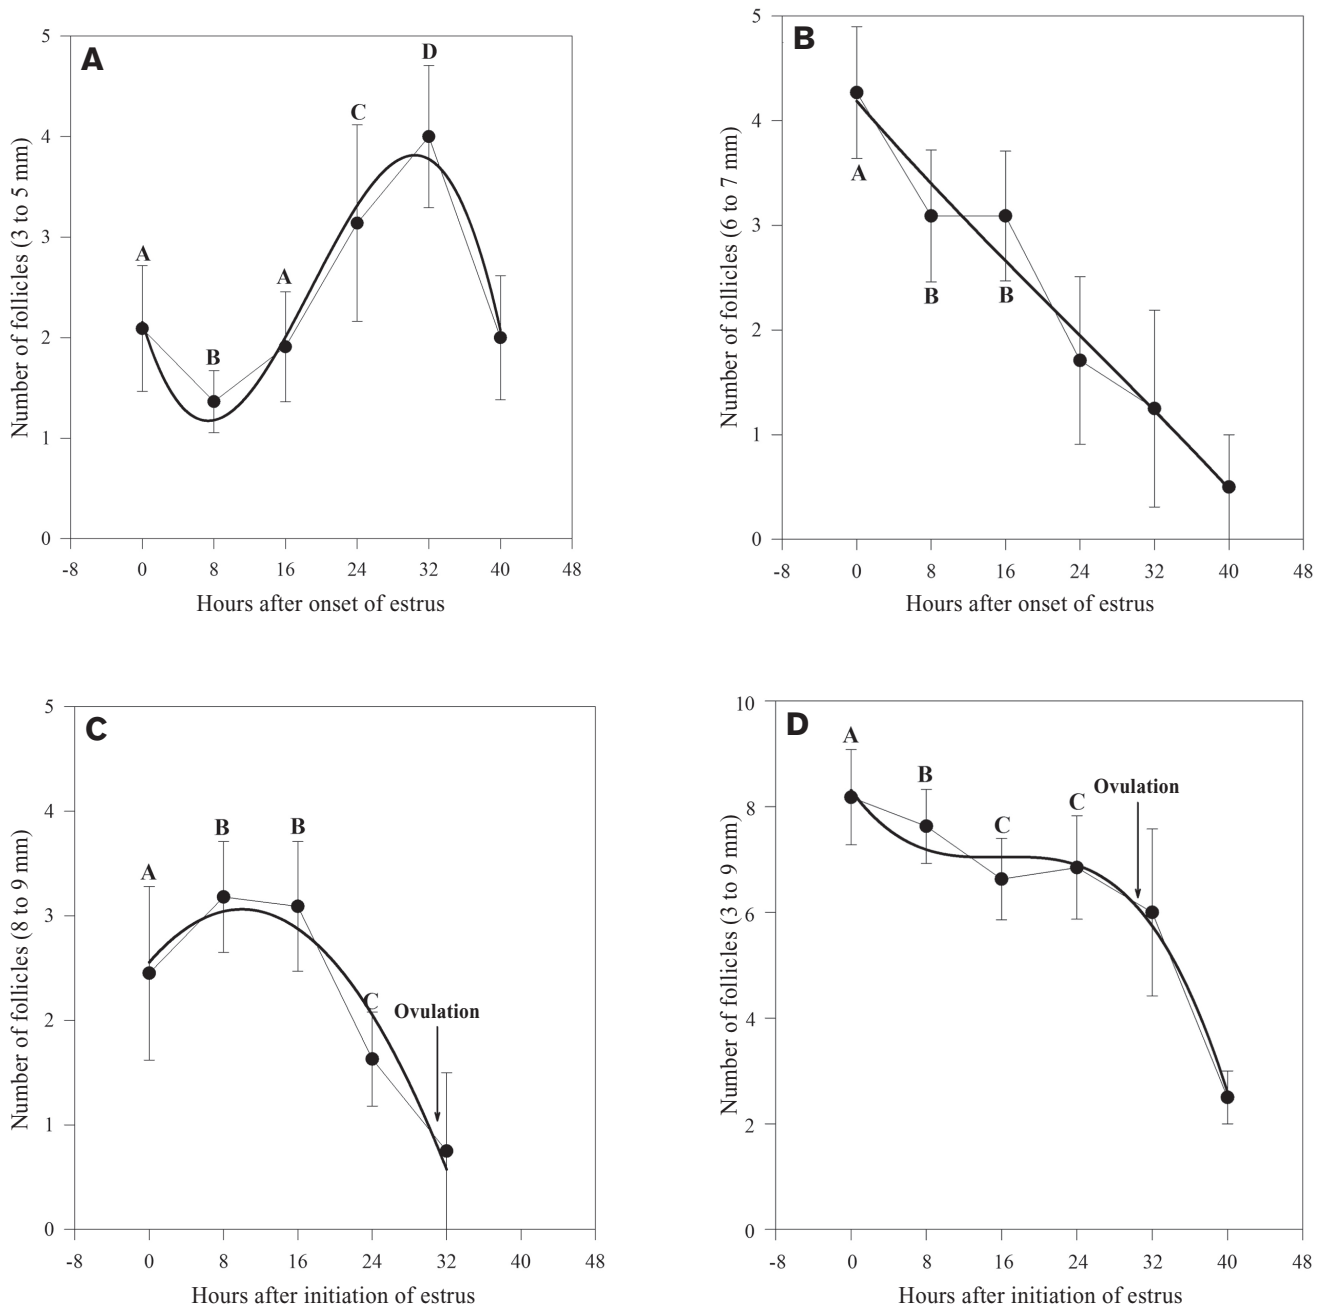 A
Number of follicles (3 to 5 mm)
5
4
3
2
1
0
A
B
A
C
D
-8 0 8 16 24 32 40 48
Hours after onset of estrus
B
Number of follicles (6 to 7 mm)
5
4
3
2
1
0
A
B
B
-8 0 8 16 24 32 40 48
Hours after onset of estrus
C
Number of follicles (8 to 9 mm)
5
4
3
2
1
0
A
B
B
C
Ovulation
-8 0 8 16 24 32 40 48
Hours after initiation of estrus
D
Number of follicles (3 to 9 mm)
10
8
6
4
2
0
A
B
C
C
Ovulation
-8 0 8 16 24 32 40 48
Hours after initiation of estrus